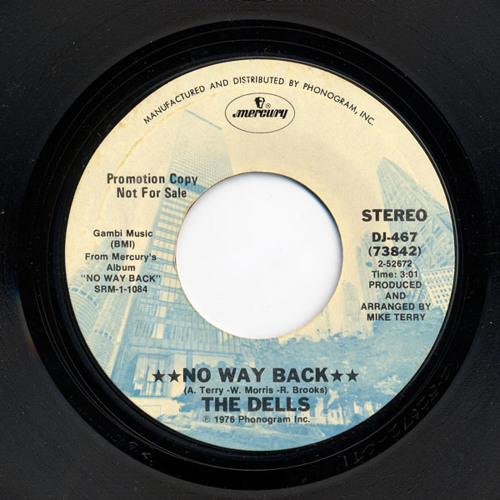 MANUFACTURED AND DISTRIBUTED BY PHONOGRAM, INC.
mercury
Promotion Copy
Not For Sale
Gambi Music
(BMI)
From Mercury's
Album
"NO WAY BACK"
SRM-1-1084
STEREO
DJ-467
(73842)
2-52672
Time: 3:01
PRODUCED AND
ARRANGED BY
MIKE TERRY
★★NO WAY BACK★★
(A. Terry -W. Morris -R. Brooks)
THE DELLS
℗ 1976 Phonogram Inc.